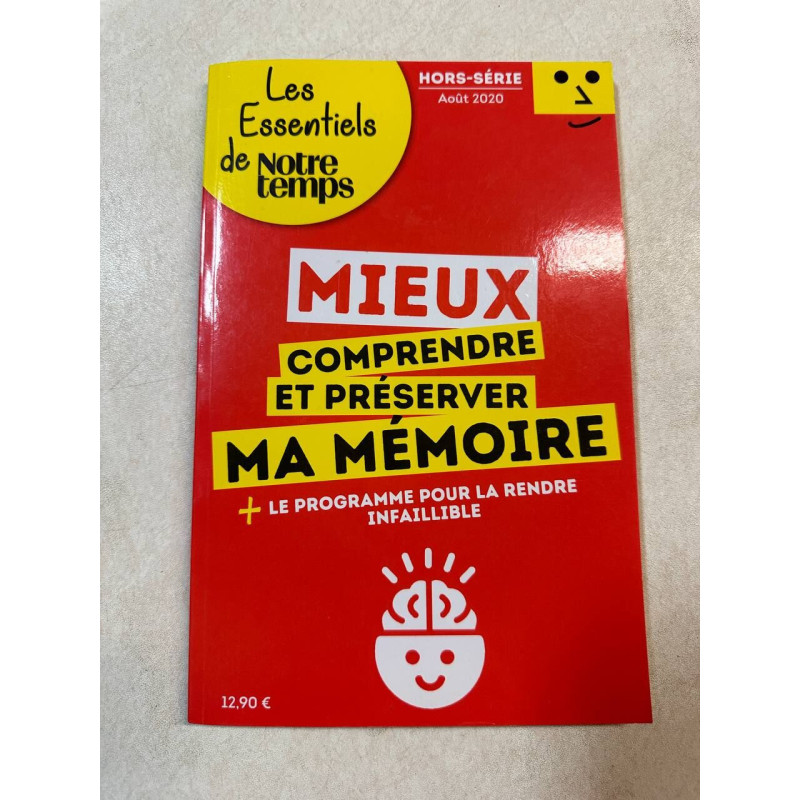 Les
Essentiels
de Notre
temps
HORS-SÉRIE
Août 2020
MIEUX
COMPRENDRE
ET PRÉSERVER
MA MÉMOIRE
+ LE PROGRAMME POUR LA RENDRE
INFAILLIBLE
12,90 €